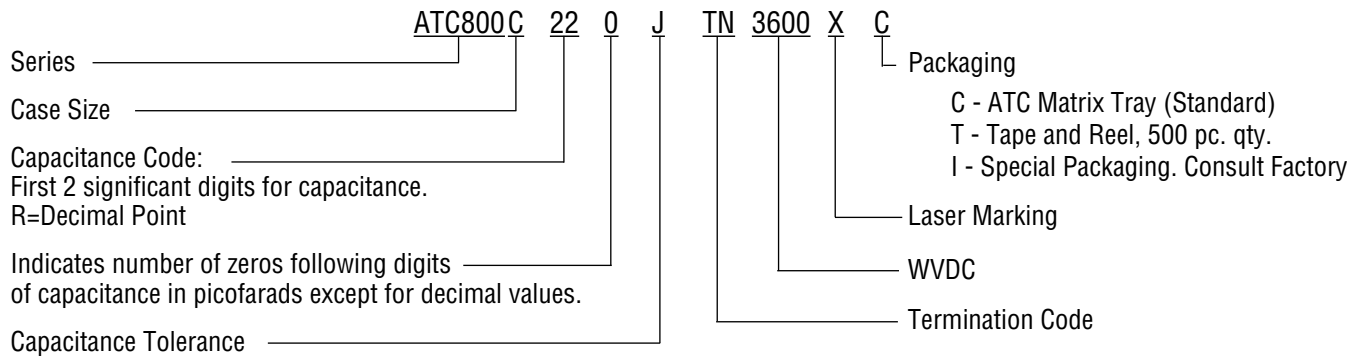 ATC800 C 22 0 J TN 3600 X C
Series
Case Size
Capacitance Code:
First 2 significant digits for capacitance.
R=Decimal Point
Indicates number of zeros following digits
of capacitance in picofarads except for decimal values.
Capacitance Tolerance
Packaging
C - ATC Matrix Tray (Standard)
T - Tape and Reel, 500 pc. qty.
I - Special Packaging. Consult Factory
Laser Marking
WVDC
Termination Code